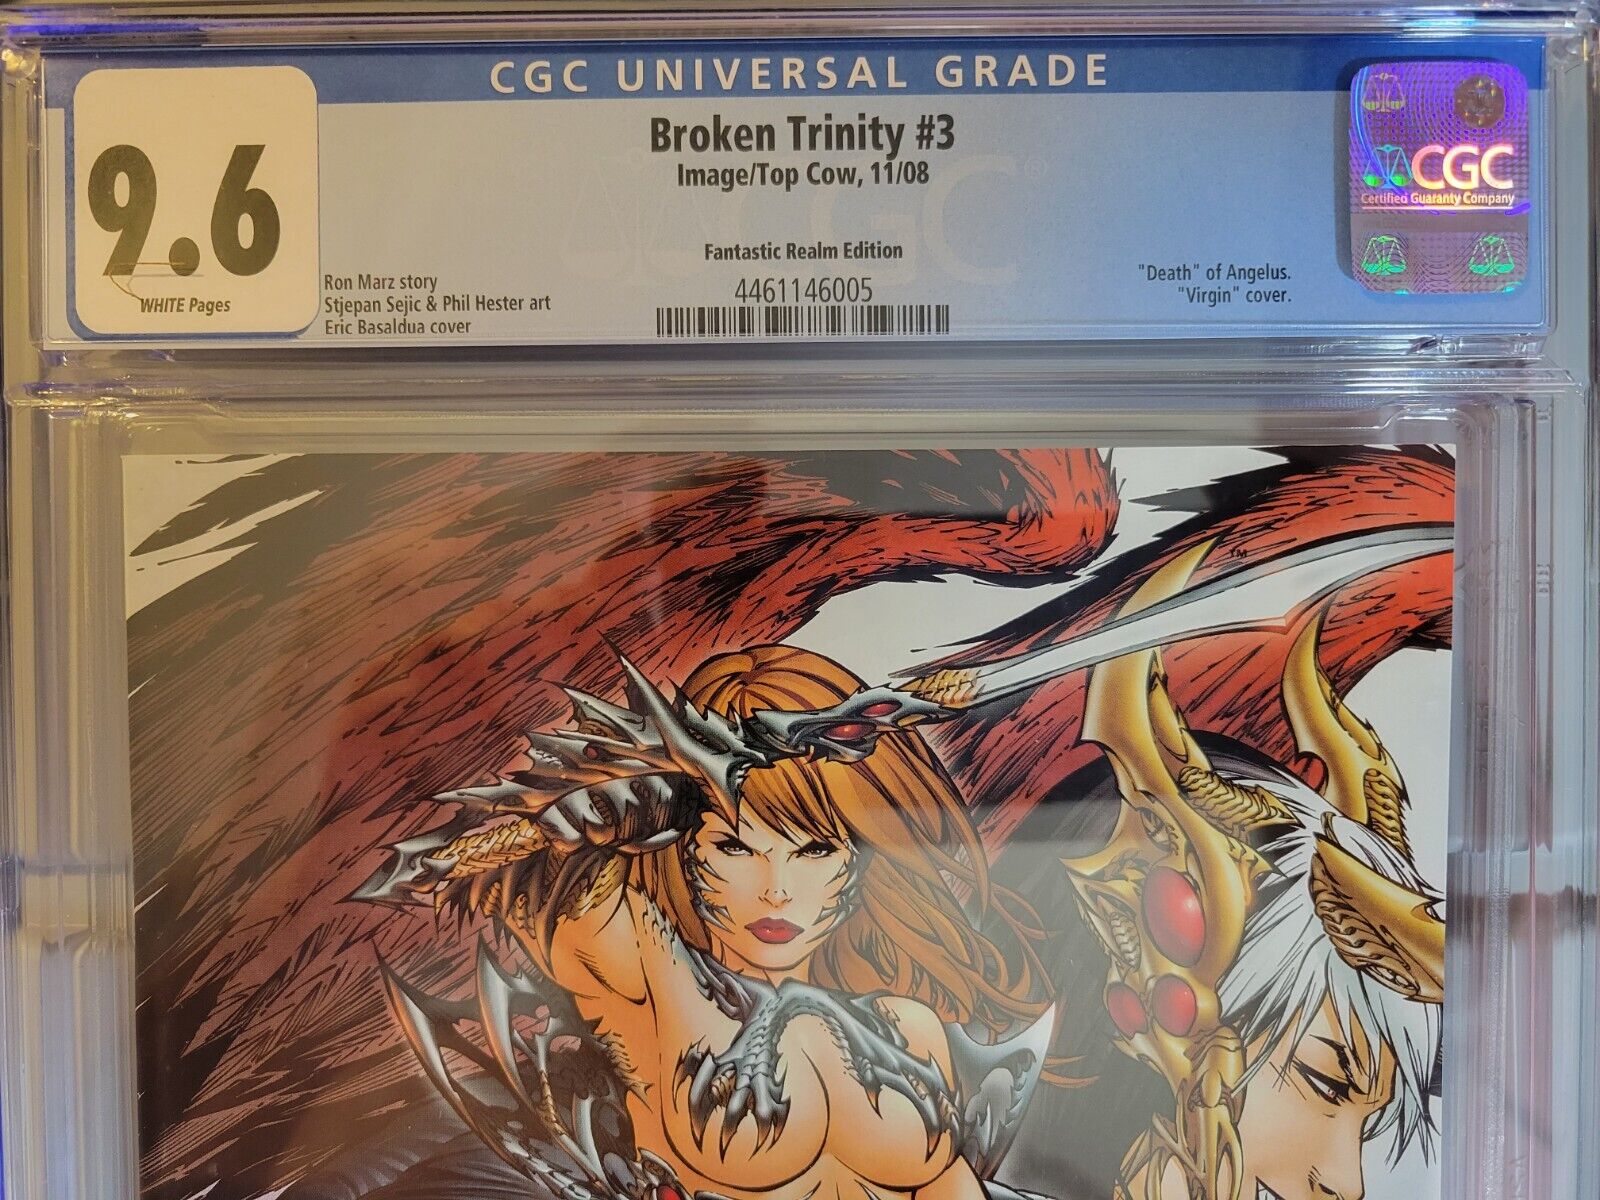 CGC UNIVERSAL GRADE
9.6
WHITE Pages
Broken Trinity #3
Image/Top Cow, 11/08
Fantastic Realm Edition
4461146005
Ron Marz story
Stjepan Sejic & Phil Hester art
Eric Basaldua cover
"Death" of Angelus.
"Virgin" cover.
CGC
Certified Guaranty Company
CGC
TM